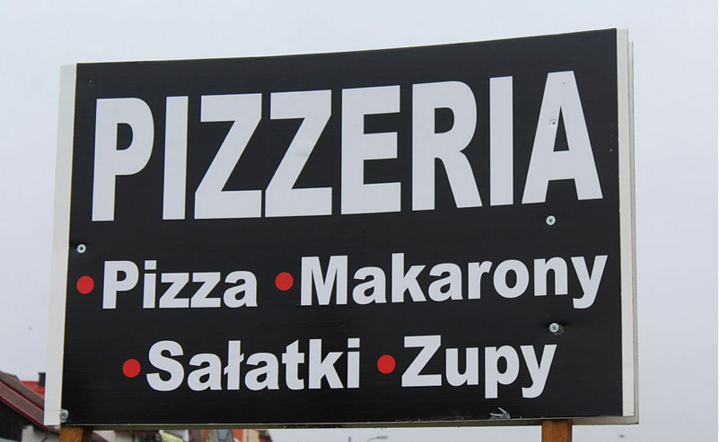 PIZZERIA
• Pizza • Makarony
• Sałatki • Zupy